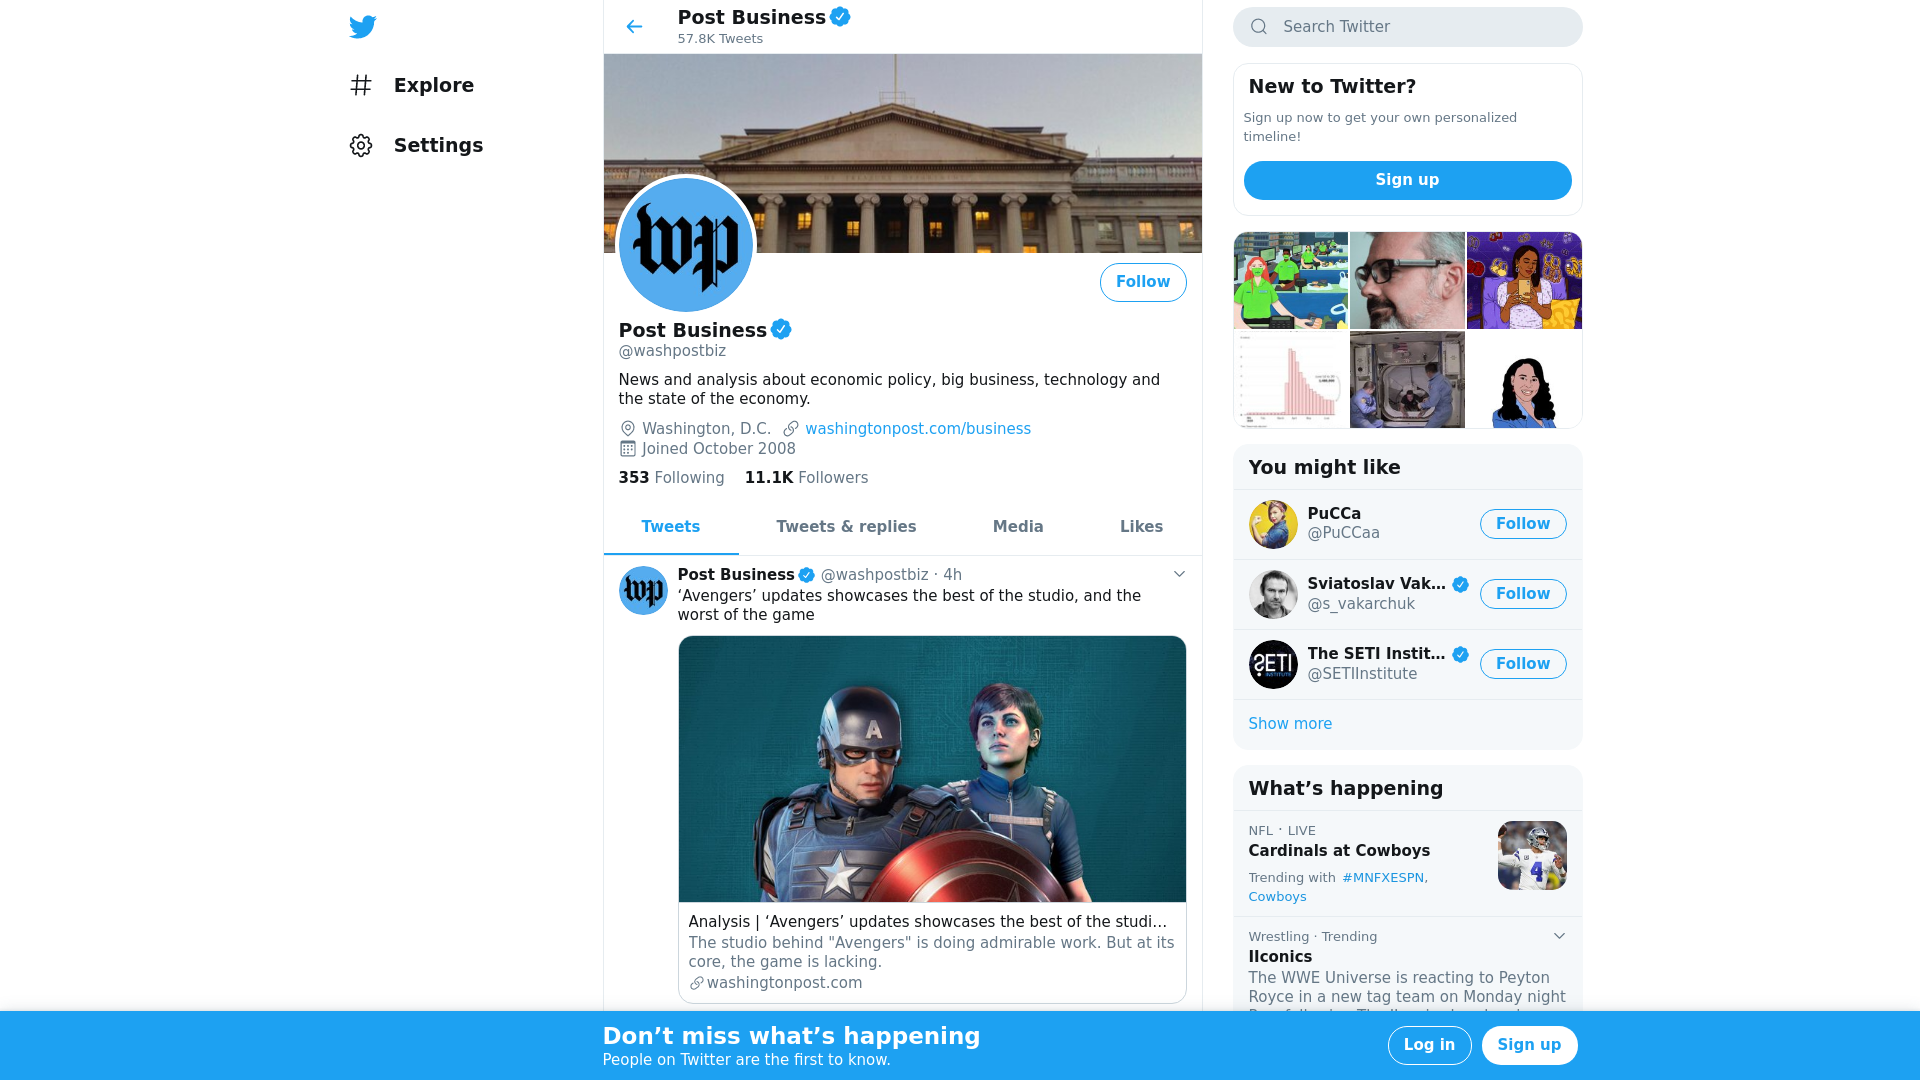 Explore
Settings
Post Business
57.8K Tweets
wp
Follow
Post Business
@washpostbiz
News and analysis about economic policy, big business, technology and
the state of the economy.
Washington, D.C. washingtonpost.com/business
Joined October 2008
353 Following 11.1K Followers
Tweets Tweets & replies Media Likes
wp
Post Business @washpostbiz · 4h
‘Avengers’ updates showcases the best of the studio, and the
worst of the game
A
Analysis | ‘Avengers’ updates showcases the best of the studi…
The studio behind "Avengers" is doing admirable work. But at its
core, the game is lacking.
washingtonpost.com
Search Twitter
New to Twitter?
Sign up now to get your own personalized
timeline!
Sign up
You might like
PuCCa
@PuCCaa
Follow
Sviatoslav Vak…
@s_vakarchuk
Follow
SETI
INSTITUTE
The SETI Instit…
@SETIInstitute
Follow
Show more
What’s happening
NFL · LIVE
Cardinals at Cowboys
Trending with #MNFXESPN,
Cowboys
4
Wrestling · Trending
IIconics
The WWE Universe is reacting to Peyton
Royce in a new tag team on Monday night
Don’t miss what’s happening
People on Twitter are the first to know.
Log in
Sign up